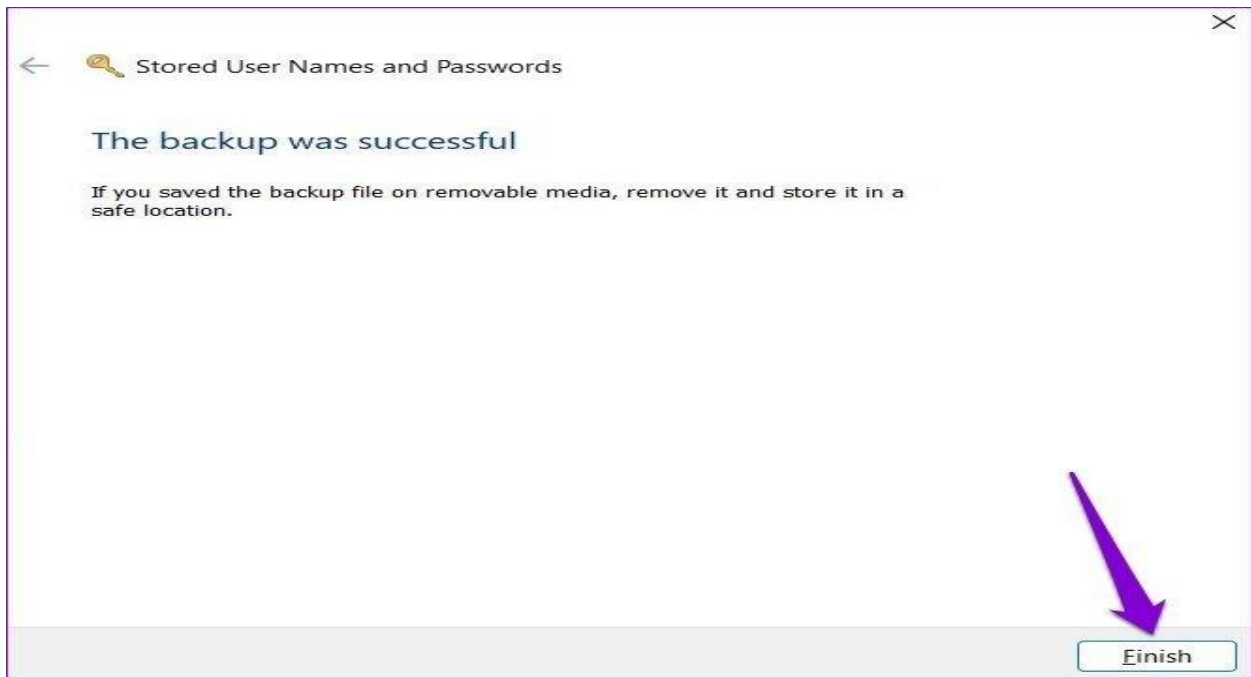 Stored User Names and Passwords
The backup was successful
If you saved the backup file on removable media, remove it and store it in a
safe location.
Finish